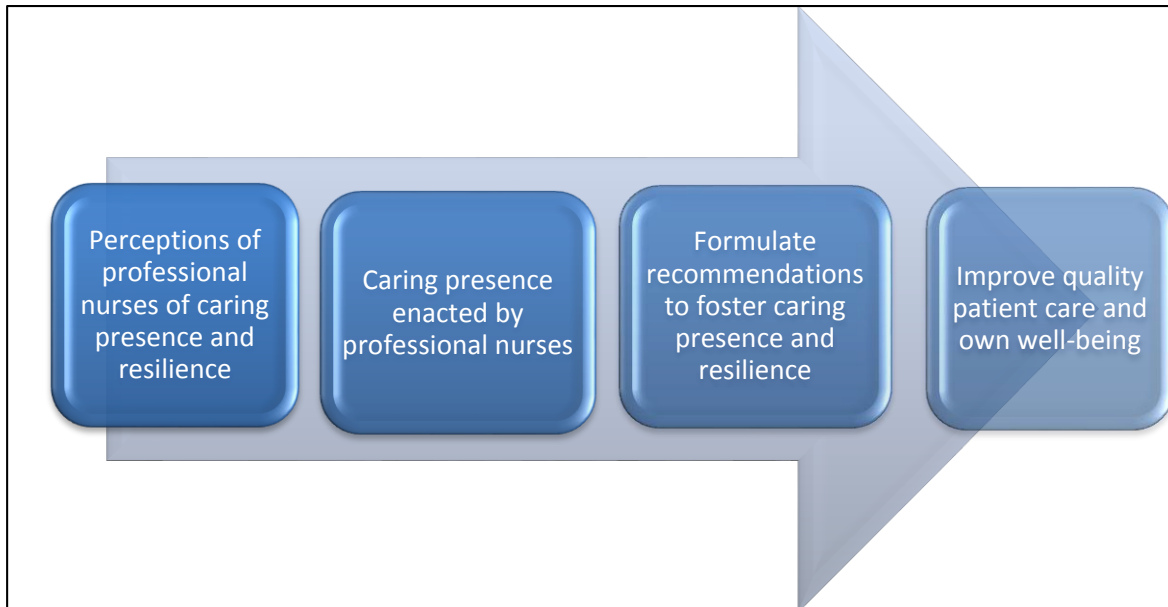 Perceptions of
professional
nurses of caring
presence and
resilience
Caring presence
enacted by
professional nurses
Formulate
recommendations
to foster caring
presence and
resilience
Improve quality
patient care and
own well-being